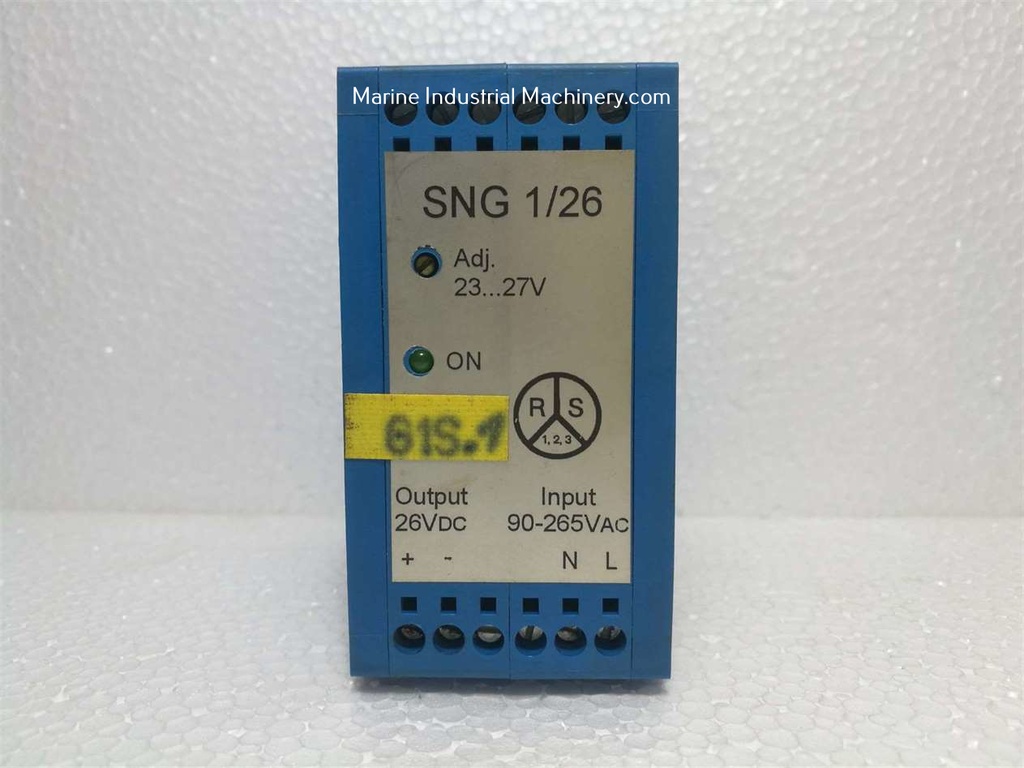 Marine Industrial Machinery.com
SNG 1/26
Adj.
23...27V
ON
R S
1, 2, 3
G1S.1
Output
26VDC
+ -
Input
90-265VAC
N L